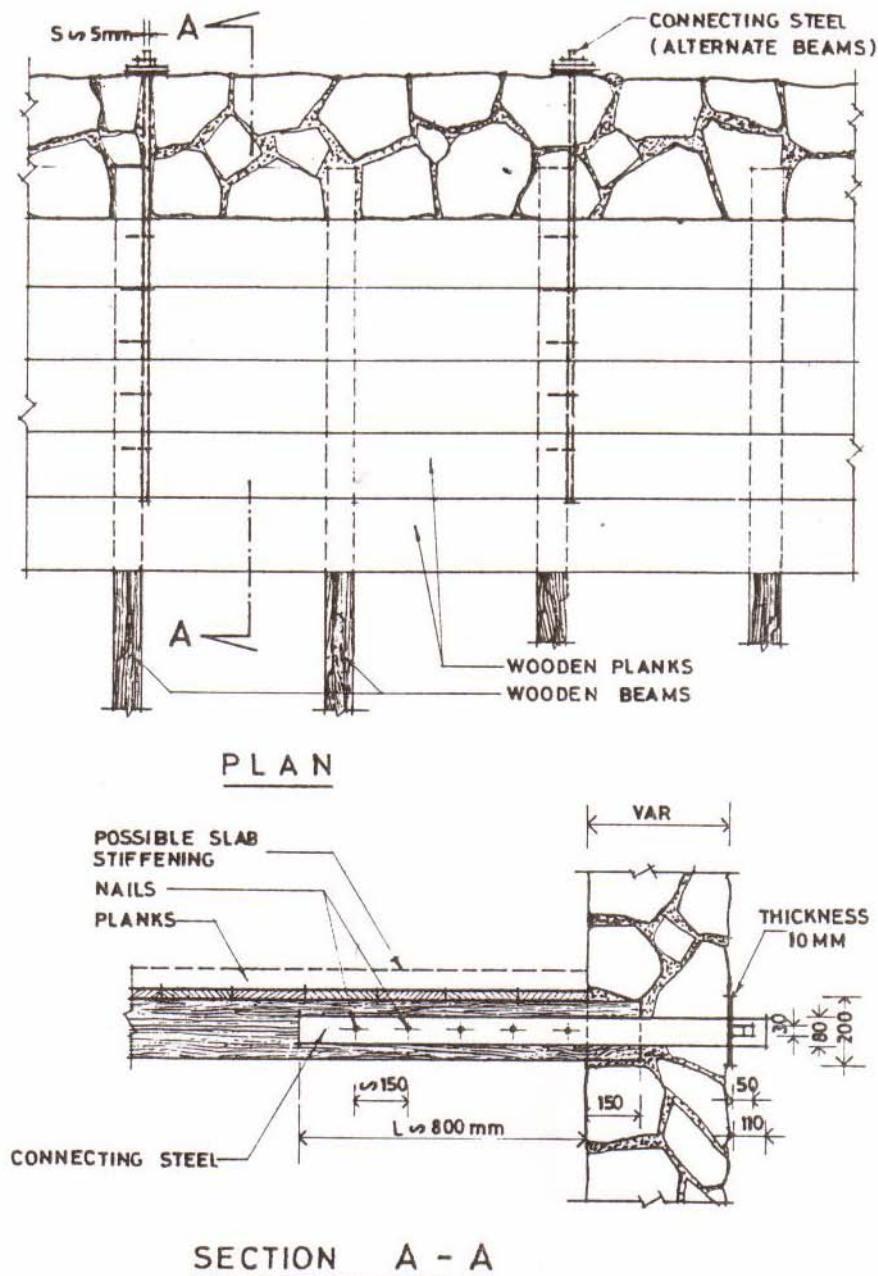 S ∽ 5mm
A
CONNECTING STEEL
(ALTERNATE BEAMS)
A
WOODEN PLANKS
WOODEN BEAMS
PLAN
VAR
POSSIBLE SLAB
STIFFENING
NAILS
PLANKS
THICKNESS
10 MM
30
80
200
∽ 150
150
50
L ∽ 800 mm
110
CONNECTING STEEL
SECTION A - A